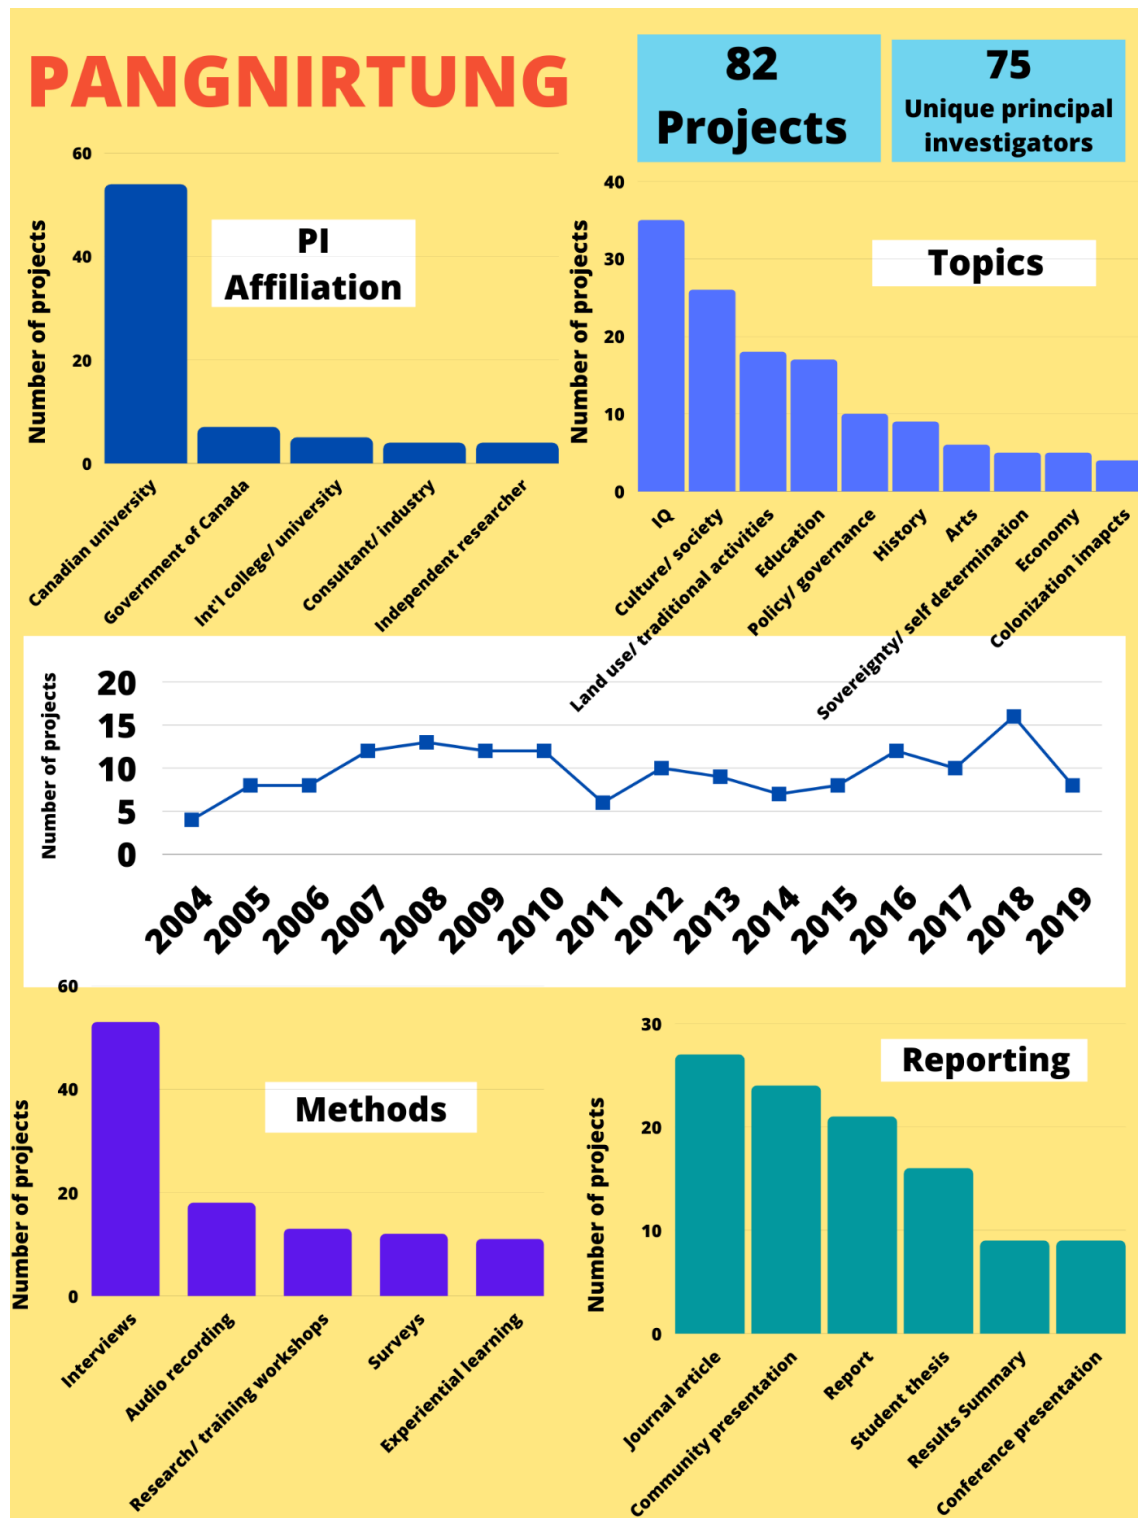 PANGNIRTUNG
82
Projects
75
Unique principal
investigators
Number of projects
60
40
20
0
PI
Affiliation
Canadian university
Government of Canada
Int'l college/ university
Consultant/ industry
Independent researcher
Number of projects
40
30
20
10
0
Topics
IQ
Culture/ society
Land use/ traditional activities
Education
Policy/ governance
History
Arts
Sovereignty/ self determination
Economy
Colonization imapcts
Number of projects
20
15
10
5
0
2004
2005
2006
2007
2008
2009
2010
2011
2012
2013
2014
2015
2016
2017
2018
2019
Number of projects
60
40
20
0
Methods
Interviews
Audio recording
Research/ training workshops
Surveys
Experiential learning
Number of projects
30
20
10
0
Reporting
Journal article
Community presentation
Report
Student thesis
Results Summary
Conference presentation